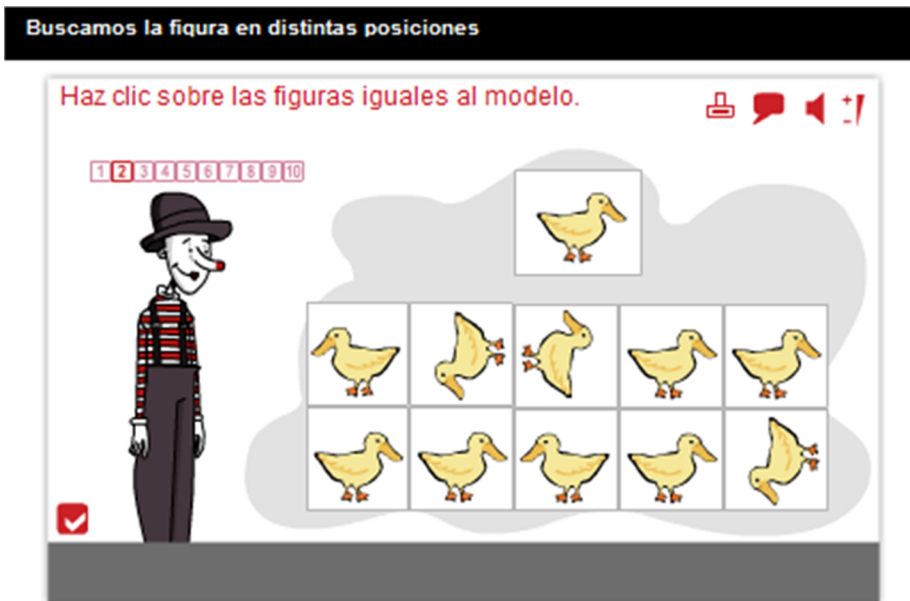 Buscamos la figura en distintas posiciones
Haz clic sobre las figuras iguales al modelo.
1 2 3 4 5 6 7 8 9 10